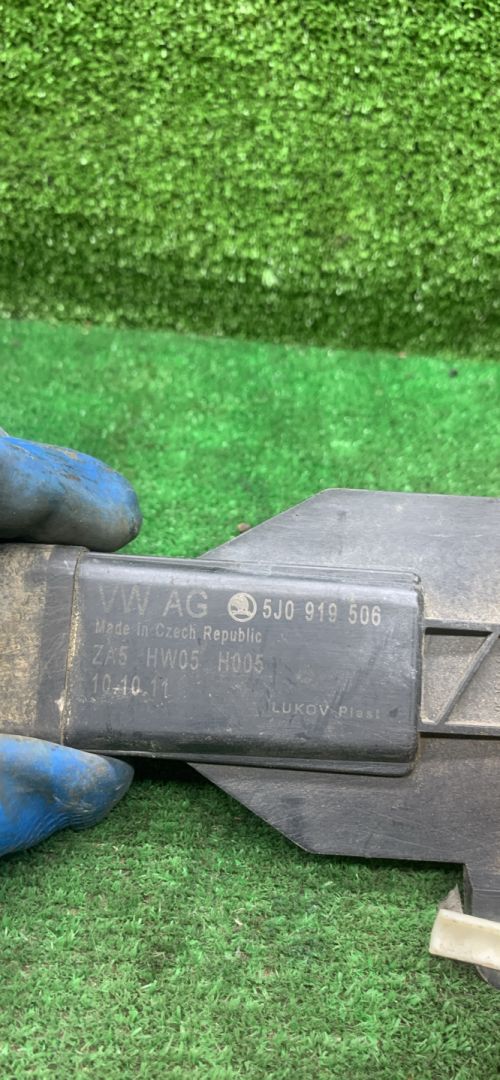 VW AG 5J0 919 506
Made in Czech Republic
ZA5 HW05 H005
10.10.11
LUKOV Plast